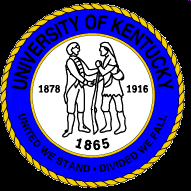 UNIVERSITY OF KENTUCKY
1878
1916
1865
UNITED WE STAND • DIVIDED WE FALL